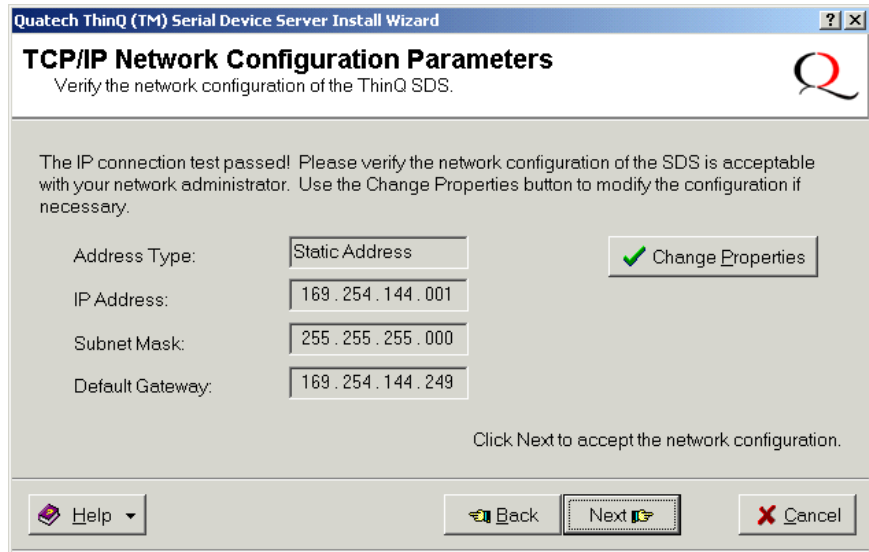 Quatech ThinQ (TM) Serial Device Server Install Wizard
TCP/IP Network Configuration Parameters
Verify the network configuration of the ThinQ SDS.
The IP connection test passed! Please verify the network configuration of the SDS is acceptable
with your network administrator. Use the Change Properties button to modify the configuration if
necessary.
Address Type: Static Address
Change Properties
IP Address: 169 . 254 . 144 . 001
Subnet Mask: 255 . 255 . 255 . 000
Default Gateway: 169 . 254 . 144 . 249
Click Next to accept the network configuration.
Help Back Next Cancel